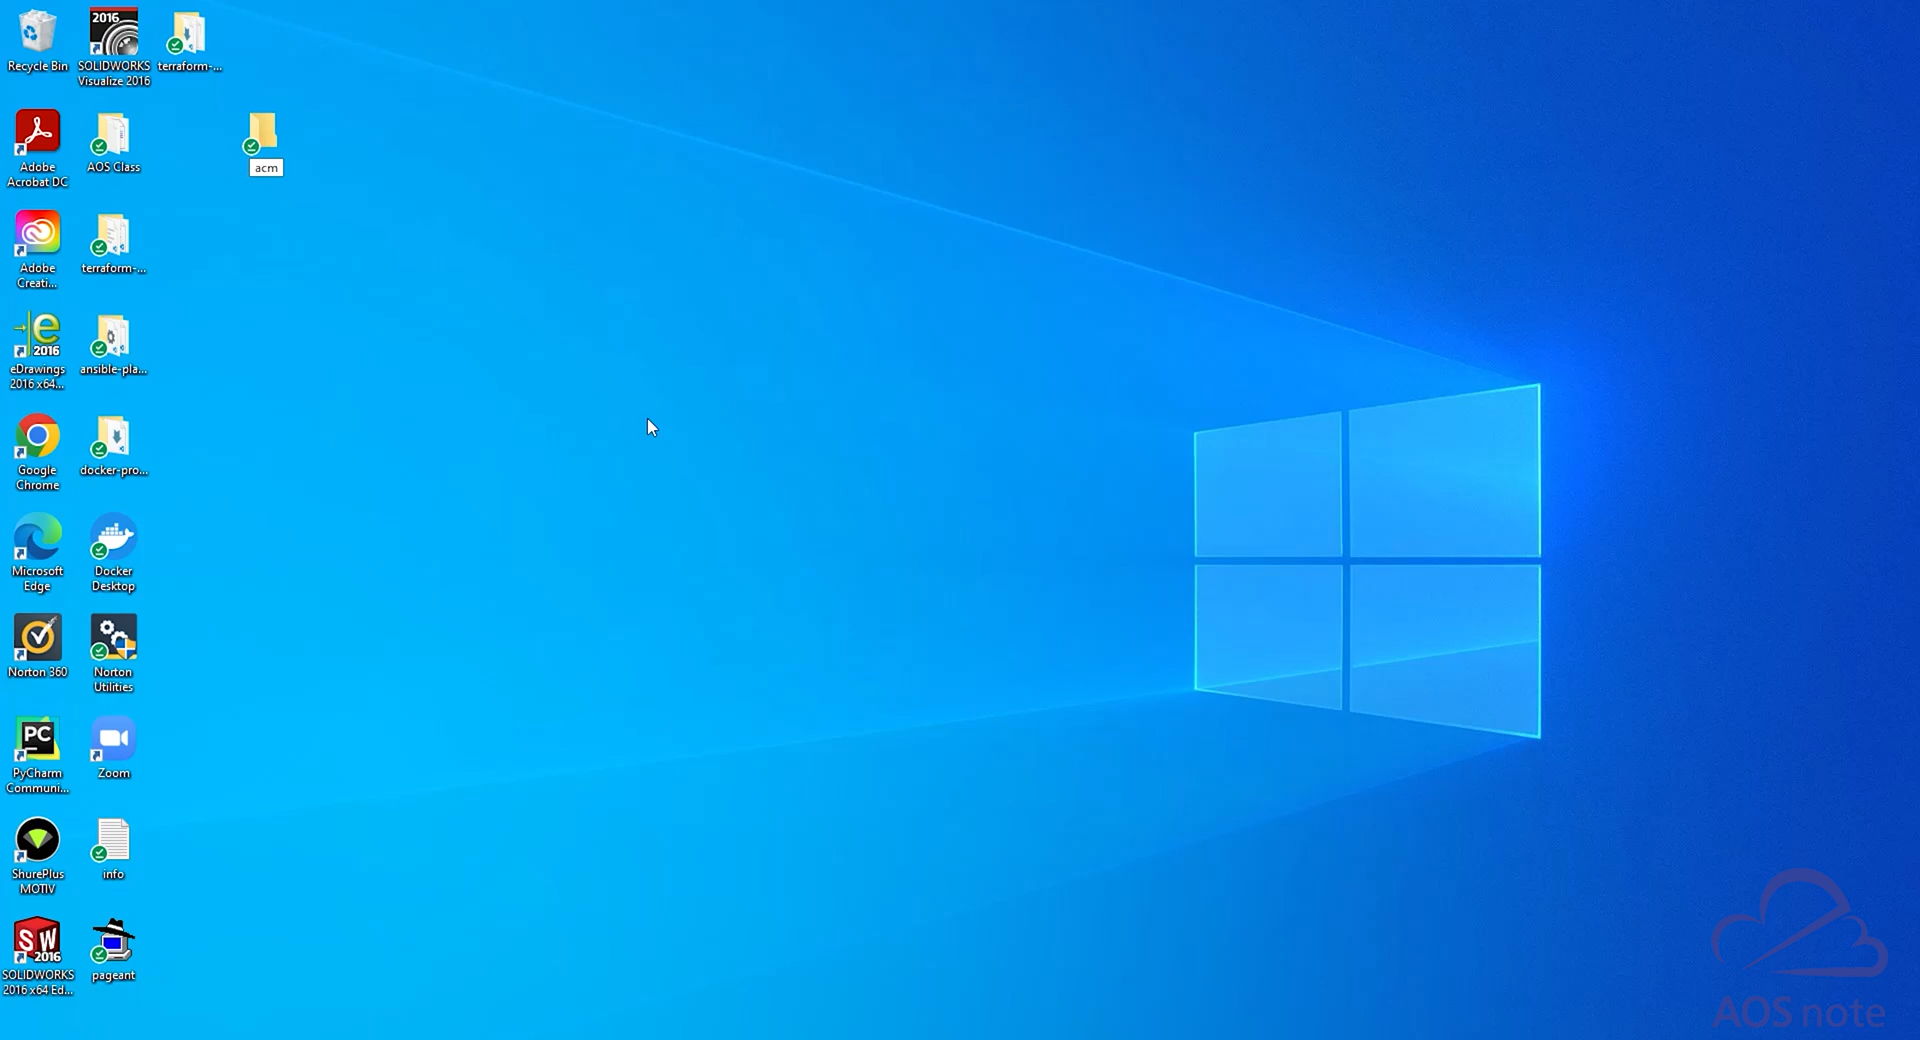 Recycle Bin
2016
SOLIDWORKS
Visualize 2016
terraform-...
Adobe
Acrobat DC
AOS Class
acm
Adobe
Creati...
terraform-...
2016
eDrawings
2016 x64...
ansible-pla...
Google
Chrome
docker-pro...
Microsoft
Edge
Docker
Desktop
Norton 360
Norton
Utilities
PC
PyCharm
Communi...
Zoom
ShurePlus
MOTIV
info
SW
2016
SOLIDWORKS
2016 x64 Ed...
pageant
AOS note